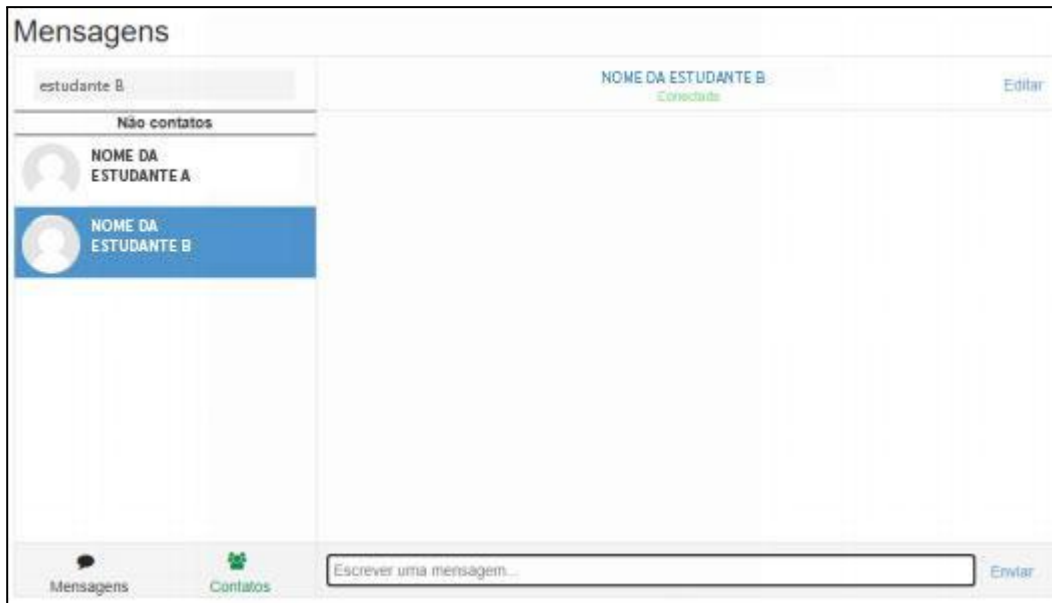 Mensagens
estudante B
NOME DA ESTUDANTE B
Conectado
Editar
Não contatos
NOME DA
ESTUDANTE A
NOME DA
ESTUDANTE B
Mensagens
Contatos
Escrever uma mensagem...
Enviar